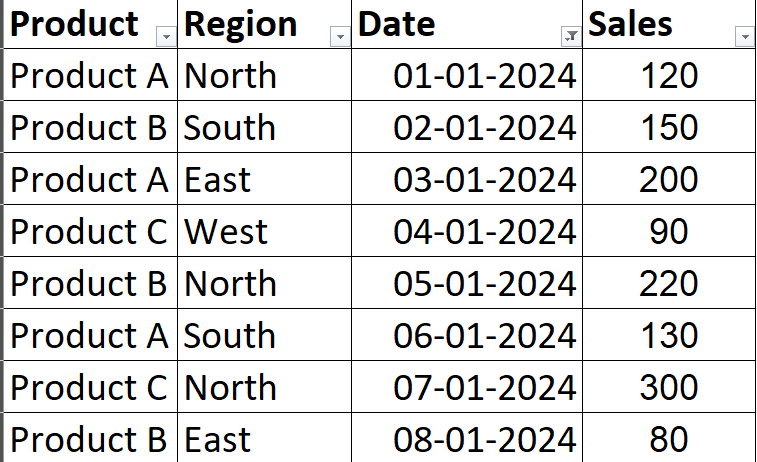 Product Region Date Sales
Product A North 01-01-2024 120
Product B South 02-01-2024 150
Product A East 03-01-2024 200
Product C West 04-01-2024 90
Product B North 05-01-2024 220
Product A South 06-01-2024 130
Product C North 07-01-2024 300
Product B East 08-01-2024 80